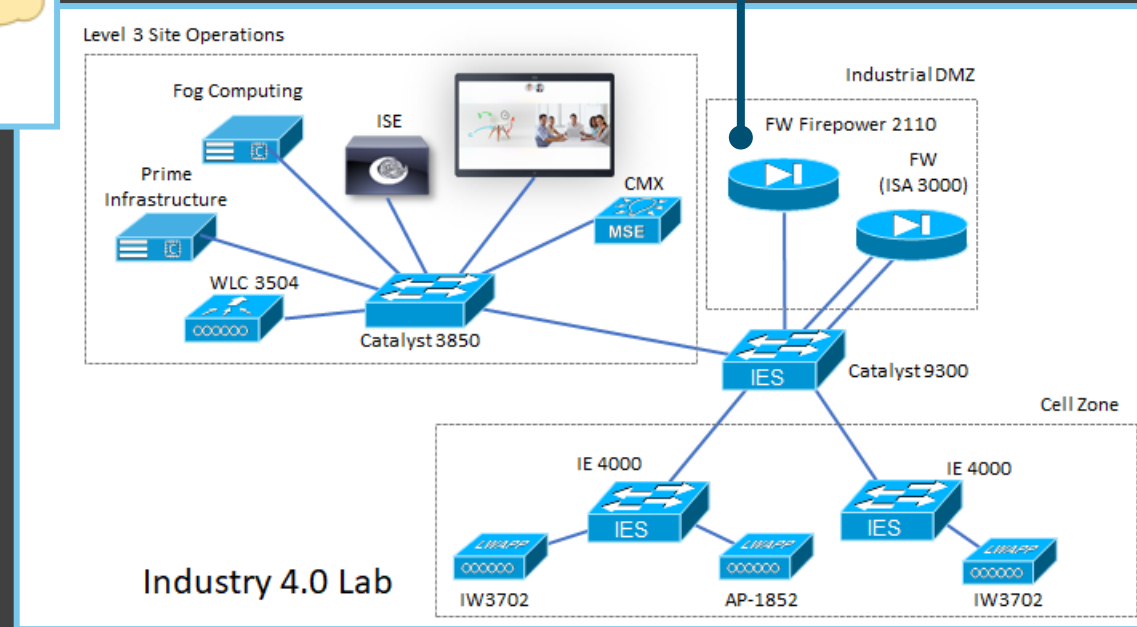 Level 3 Site Operations
Fog Computing
ISE
Prime
Infrastructure
CMX
MSE
WLC 3504
Catalyst 3850
Industrial DMZ
FW Firepower 2110
FW
(ISA 3000)
IES
Catalyst 9300
Cell Zone
IE 4000
IES
IE 4000
IES
LWAPP
LWAPP
LWAPP
IW3702
AP-1852
IW3702
Industry 4.0 Lab